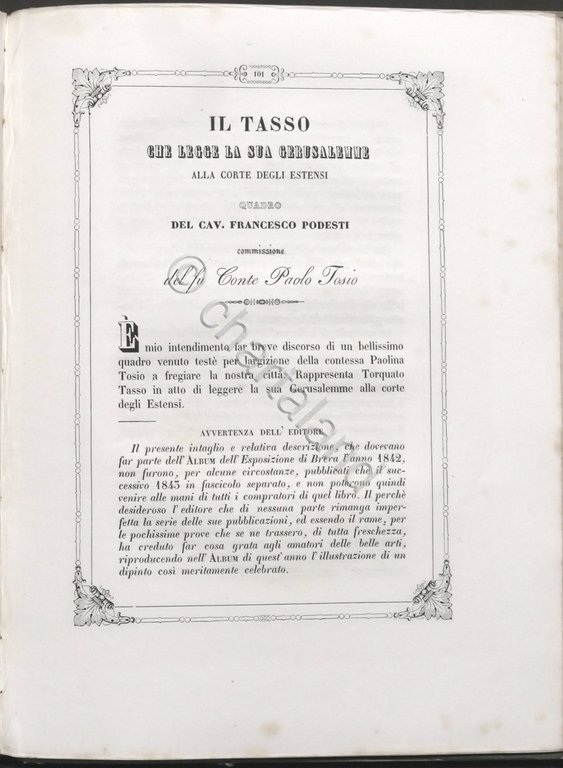 101
IL TASSO
CHE LEGGE LA SUA GERUSALEMME
ALLA CORTE DEGLI ESTENSI
QUADRO
DEL CAV. FRANCESCO PODESTI
commissione
del fu Conte Paolo Tosio
È mio intendimento far breve discorso di un bellissimo
quadro venuto testè per largizione della contessa Paolina
Tosio a fregiare la nostra città. Rappresenta Torquato
Tasso in atto di leggere la sua Gerusalemme alla corte
degli Estensi.
AVVERTENZA DELL' EDITORE
Il presente intaglio e relativa descrizione, che dovevano
far parte dell'ALBUM dell'Esposizione di Brera l'anno 1842,
non furono, per alcune circostanze, pubblicati che il suc-
cessivo 1843 in fascicolo separato, e non poterono quindi
venire alle mani di tutti i compratori di quel libro. Il perchè
desideroso l'editore che di nessuna parte rimanga imper-
fetta la serie delle sue pubblicazioni, ed essendo il rame, per
le pochissime prove che se ne trassero, di tutta freschezza,
ha creduto far cosa grata agli amatori delle belle arti,
riproducendo nell'ALBUM di quest'anno l'illustrazione di un
dipinto così meritamente celebrato.
© chartaland